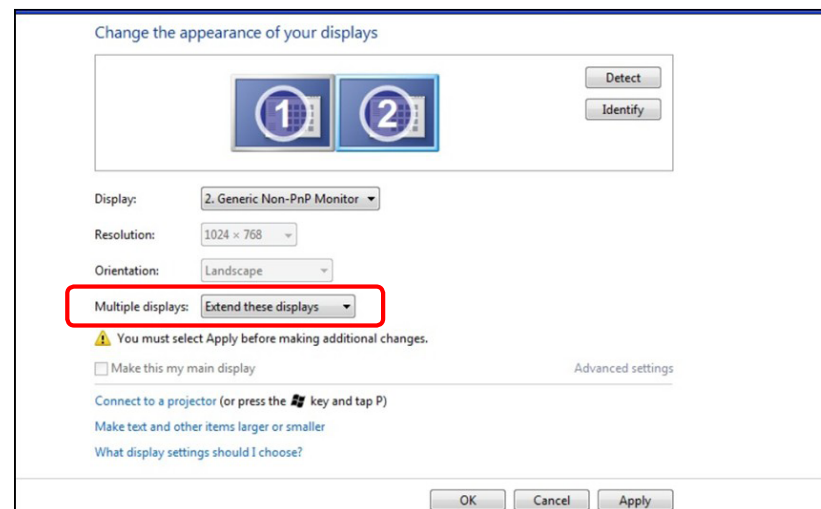 Change the appearance of your displays
1
2
Detect
Identify
Display: 2. Generic Non-PnP Monitor
Resolution: 1024 × 768
Orientation: Landscape
Multiple displays: Extend these displays
You must select Apply before making additional changes.
Make this my main display Advanced settings
Connect to a projector (or press the key and tap P)
Make text and other items larger or smaller
What display settings should I choose?
OK Cancel Apply